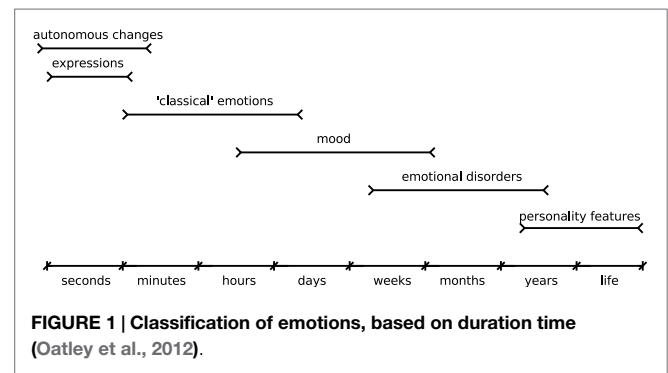 autonomous changes
expressions
'classical' emotions
mood
emotional disorders
personality features
seconds minutes hours days weeks months years life
FIGURE 1 | Classification of emotions, based on duration time
(Oatley et al., 2012).